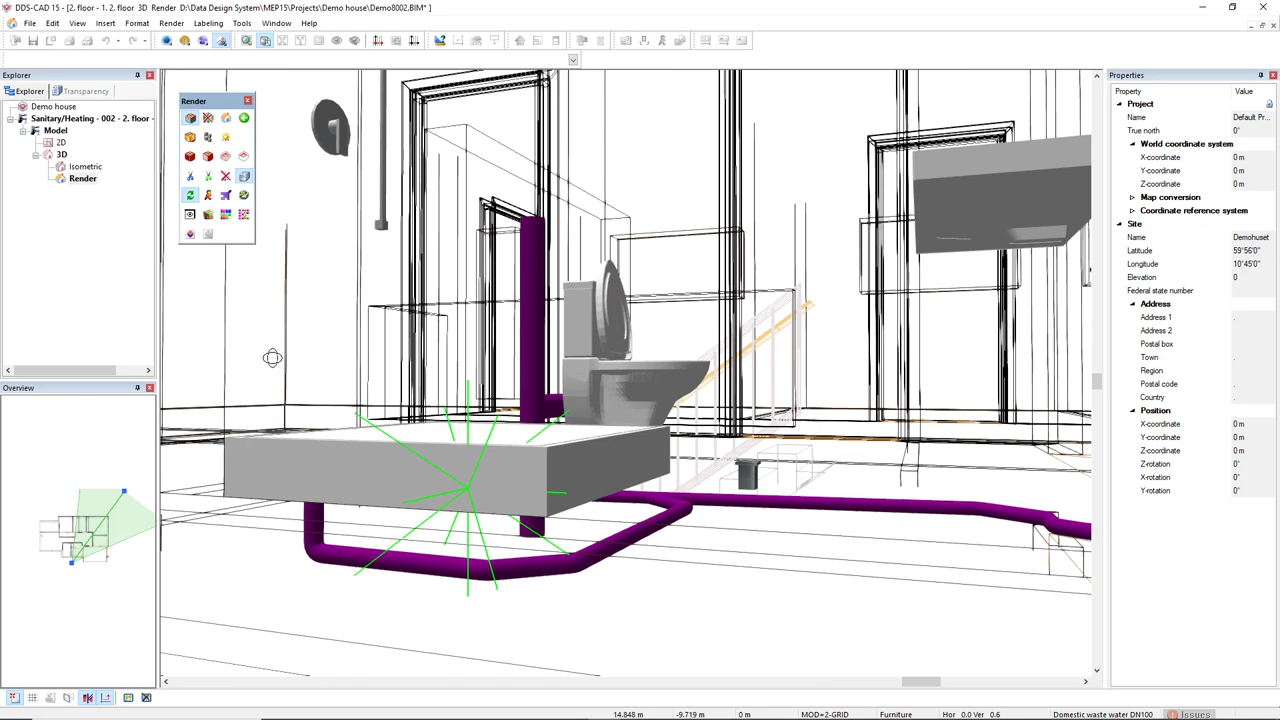 DDS-CAD 15 - [2. floor - 1. 2. floor  3D  Render  D:\Data Design System\MEP15\Projects\Demo house\Demo8002.BIM* ]
File Edit View Insert Format Render Labeling Tools Window Help
Explorer
Explorer Transparency
Demo house
Sanitary/Heating - 002 - 2. floor -
Model
2D
3D
Isometric
Render
Overview
Render
Properties
Property Value
Project
Name Default Pr...
True north 0°
World coordinate system
X-coordinate 0 m
Y-coordinate 0 m
Z-coordinate 0 m
Map conversion
Coordinate reference system
Site
Name Demohuset
Latitude 59°56'0"
Longitude 10°45'0"
Elevation 0
Federal state number
Address
Address 1 .
Address 2 .
Postal box
Town .
Region
Postal code .
Country .
Position
X-coordinate 0 m
Y-coordinate 0 m
Z-coordinate 0 m
Z-rotation 0°
X-rotation 0°
Y-rotation 0°
14.848 m -9.719 m 0 m MOD=2-GRID Furniture Hor 0.0 Ver 0.6 Domestic waste water DN100 Issues